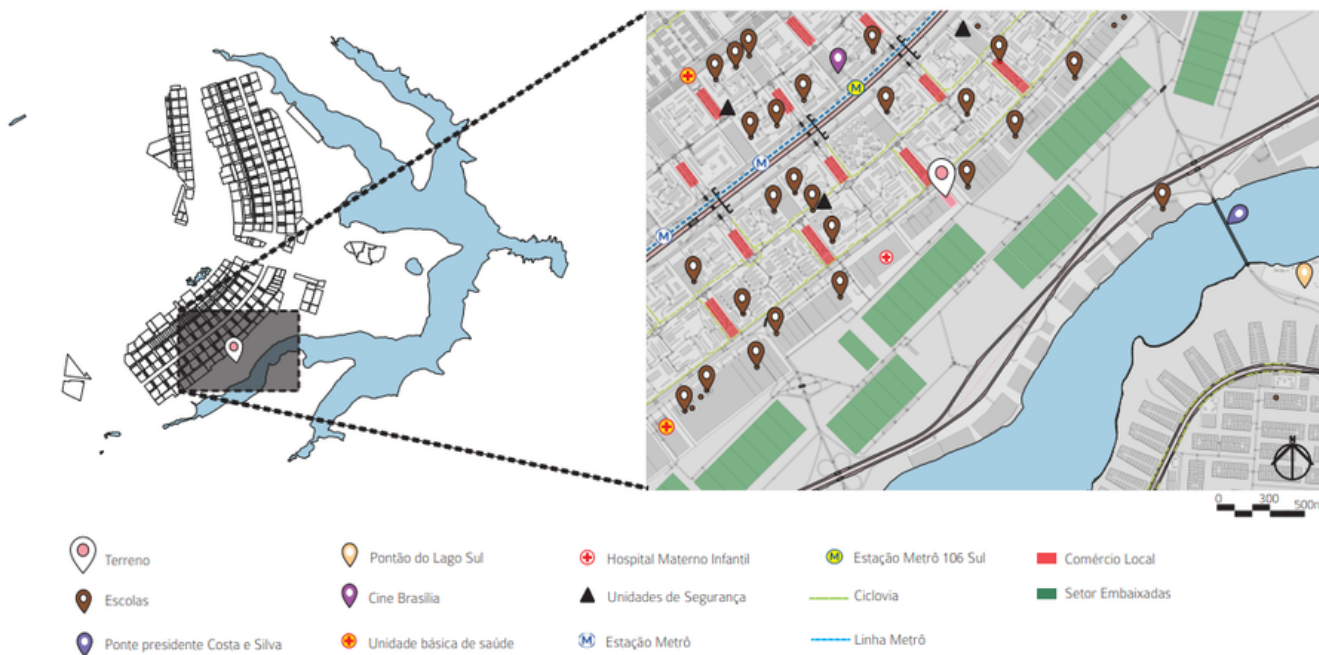 M
M
M
N
0 300 500m
Terreno
Pontão do Lago Sul
Hospital Materno Infantil
M Estação Metrô 106 Sul
Comércio Local
Escolas
Cine Brasília
Unidades de Segurança
Ciclovia
Setor Embaixadas
Ponte presidente Costa e Silva
Unidade básica de saúde
M Estação Metrô
Linha Metrô